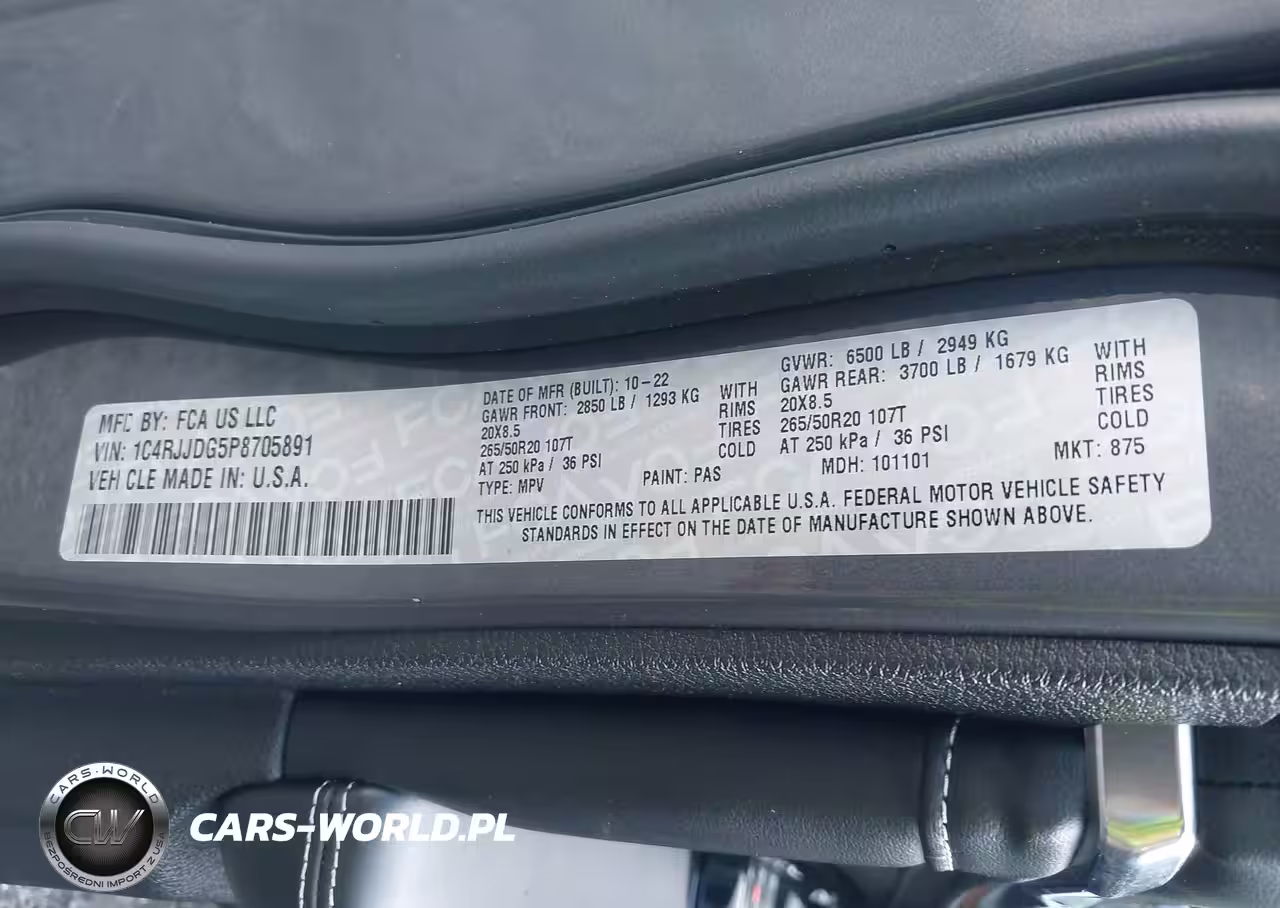 MFD BY: FCA US LLC
VIN: 1C4RJJDG5P8705891
VEHICLE MADE IN: U.S.A.
DATE OF MFR (BUILT): 10-22
GAWR FRONT: 2850 LB / 1293 KG WITH
20X8.5 RIMS
265/50R20 107T TIRES
AT 250 kPa / 36 PSI COLD
TYPE: MPV PAINT: PAS
GVWR: 6500 LB / 2949 KG
GAWR REAR: 3700 LB / 1679 KG WITH
20X8.5 RIMS
265/50R20 107T TIRES
AT 250 kPa / 36 PSI COLD
MDH: 101101 MKT: 875
THIS VEHICLE CONFORMS TO ALL APPLICABLE U.S.A. FEDERAL MOTOR VEHICLE SAFETY
STANDARDS IN EFFECT ON THE DATE OF MANUFACTURE SHOWN ABOVE.
CARS-WORLD
CW
BEZPOŚREDNI IMPORT Z USA
CARS-WORLD.PL